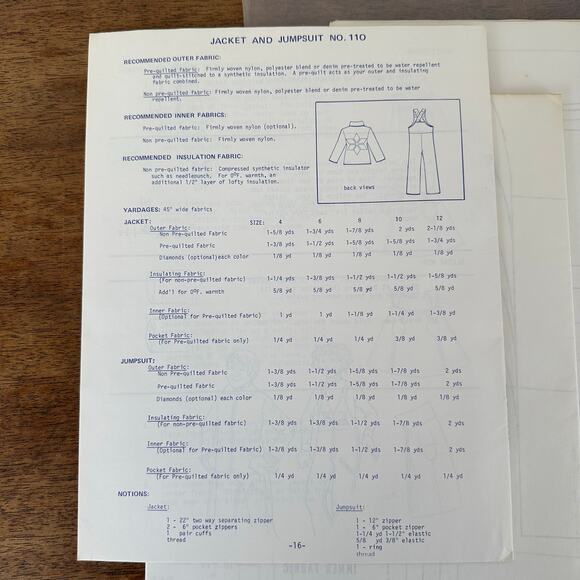 JACKET AND JUMPSUIT NO. 110
RECOMMENDED OUTER FABRIC:
Pre-quilted fabric: Firmly woven nylon, polyester blend or denim pre-treated to be water repellent
and quilt-stitched to a synthetic insulation. A pre-quilt acts as your outer and insulating
fabric combined.
Non pre-quilted fabric: Firmly woven nylon, polyester blend or denim pre-treated to be water
repellent.
RECOMMENDED INNER FABRICS:
Pre-quilted fabric: Firmly woven nylon (optional).
Non pre-quilted fabric: Firmly woven nylon.
RECOMMENDED INSULATION FABRIC:
Non pre-quilted fabric: Compressed synthetic insulator
such as needlepunch. For 0°F. warmth, an
additional 1/2" layer of lofty insulation.
back views
YARDAGES: 45" wide fabrics
JACKET: SIZE: 4 6 8 10 12
Outer Fabric:
Non Pre-quilted Fabric 1-5/8 yds 1-3/4 yds 1-7/8 yds 2 yds 2-1/8 yds
Pre-quilted Fabric 1-3/8 yds 1-1/2 yds 1-5/8 yds 1-5/8 yds 1-3/4 yds
Diamonds (optional)each color 1/8 yd 1/8 yd 1/8 yd 1/8 yd 1/8 yd
Insulating Fabric:
(For non-pre-quilted fabric) 1-1/4 yds 1-3/8 yds 1-1/2 yds 1-1/2 yds 1-5/8 yds
Add'l for 0°F. warmth 5/8 yd 5/8 yd 5/8 yd 5/8 yd 5/8 yd
Inner Fabric:
(Optional for Pre-quilted Fabric) 1 yd 1 yd 1-1/8 yd 1-1/4 yd 1-3/8 yd
Pocket Fabric:
(For Pre-quilted fabric only) 1/4 yd 1/4 yd 1/4 yd 3/8 yd 3/8 yd
JUMPSUIT:
Outer Fabric:
Non Pre-quilted Fabric 1-3/8 yds 1-1/2 yds 1-5/8 yds 1-7/8 yds 2 yds
Pre-quilted Fabric 1-3/8 yds 1-1/2 yds 1-5/8 yds 1-7/8 yds 2 yds
Diamonds (optional) each color 1/8 yd 1/8 yd 1/8 yd 1/8 yd 1/8 yd
Insulating Fabric:
(For non-pre-quilted fabric) 1-3/8 yds 1-3/8 yds 1-1/2 yds 1-7/8 yds 2 yds
Inner Fabric:
(Optional for Pre-quilted Fabric) 1-3/8 yds 1-3/8 yds 1-1/2 yds 1-7/8 yds 2 yds
Pocket Fabric:
(For Pre-quilted fabric only) 1/4 yd 1/4 yd 1/4 yd 1/4 yd 1/4 yd
NOTIONS:
Jacket: Jumpsuit:
1 - 22" two way separating zipper 1 - 12" zipper
2 - 6" pocket zippers 1 - 6" pocket zipper
1 pair cuffs 1-1/4 yd 1-1/2" elastic
thread 5/8 yd 3/8" elastic
1 - ring
thread
-16-
INNER FABRIC